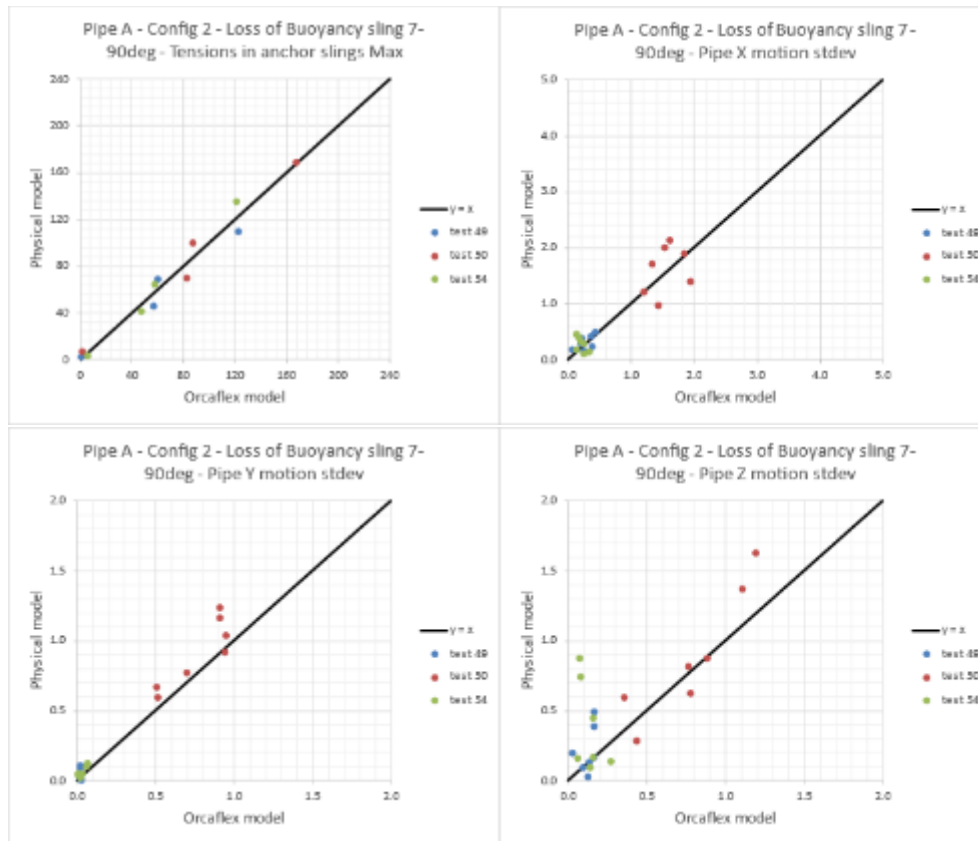 Pipe A - Config 2 - Loss of Buoyancy sling 7-
90deg - Tensions in anchor slings Max
240
200
160
120
80
40
0
0 40 80 120 160 200 240
Physical model
Orcaflex model
y = x
test 49
test 50
test 54
Pipe A - Config 2 - Loss of Buoyancy sling 7-
90deg - Pipe X motion stdev
5.0
4.0
3.0
2.0
1.0
0.0
0.0 1.0 2.0 3.0 4.0 5.0
Physical model
Orcaflex model
y = x
test 49
test 50
test 54
Pipe A - Config 2 - Loss of Buoyancy sling 7-
90deg - Pipe Y motion stdev
2.0
1.5
1.0
0.5
0.0
0.0 0.5 1.0 1.5 2.0
Physical model
Orcaflex model
y = x
test 49
test 50
test 54
Pipe A - Config 2 - Loss of Buoyancy sling 7-
90deg - Pipe Z motion stdev
2.0
1.5
1.0
0.5
0.0
0.0 0.5 1.0 1.5 2.0
Physical model
Orcaflex model
y = x
test 49
test 50
test 54